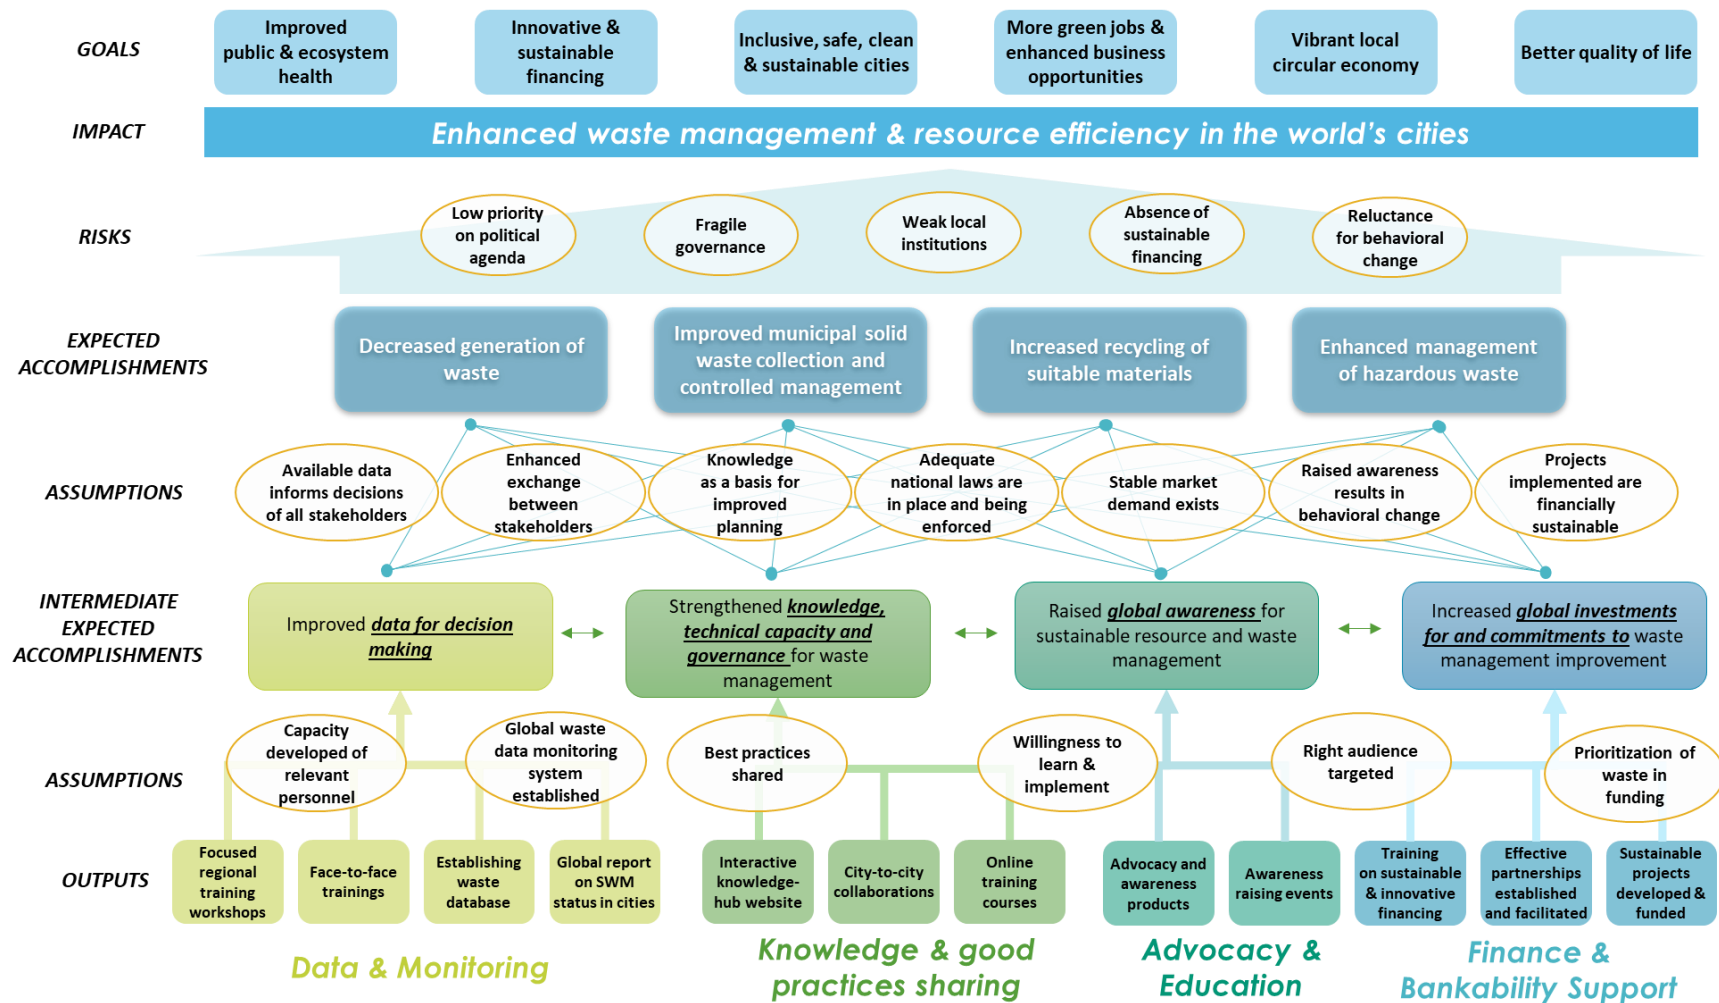 GOALS
Improved
public & ecosystem
health
Innovative &
sustainable
financing
Inclusive, safe, clean
& sustainable cities
More green jobs &
enhanced business
opportunities
Vibrant local
circular economy
Better quality of life
IMPACT
Enhanced waste management & resource efficiency in the world's cities
RISKS
Low priority
on political
agenda
Fragile
governance
Weak local
institutions
Absence of
sustainable
financing
Reluctance
for behavioral
change
EXPECTED
ACCOMPLISHMENTS
Decreased generation of
waste
Improved municipal solid
waste collection and
controlled management
Increased recycling of
suitable materials
Enhanced management
of hazardous waste
ASSUMPTIONS
Available data
informs decisions
of all stakeholders
Enhanced
exchange
between
stakeholders
Knowledge
as a basis for
improved
planning
Adequate
national laws are
in place and being
enforced
Stable market
demand exists
Raised awareness
results in
behavioral change
Projects
implemented are
financially
sustainable
INTERMEDIATE
EXPECTED
ACCOMPLISHMENTS
Improved data for decision
making
Strengthened knowledge,
technical capacity and
governance for waste
management
Raised global awareness for
sustainable resource and waste
management
Increased global investments
for and commitments to waste
management improvement
ASSUMPTIONS
Capacity
developed of
relevant
personnel
Global waste
data monitoring
system
established
Best practices
shared
Willingness to
learn &
implement
Right audience
targeted
Prioritization of
waste in
funding
OUTPUTS
Focused
regional
training
workshops
Face-to-face
trainings
Establishing
waste
database
Global report
on SWM
status in cities
Interactive
knowledge-
hub website
City-to-city
collaborations
Online
training
courses
Advocacy and
awareness
products
Awareness
raising events
Training
on sustainable
& innovative
financing
Effective
partnerships
established
and facilitated
Sustainable
projects
developed &
funded
Data & Monitoring
Knowledge & good
practices sharing
Advocacy &
Education
Finance &
Bankability Support